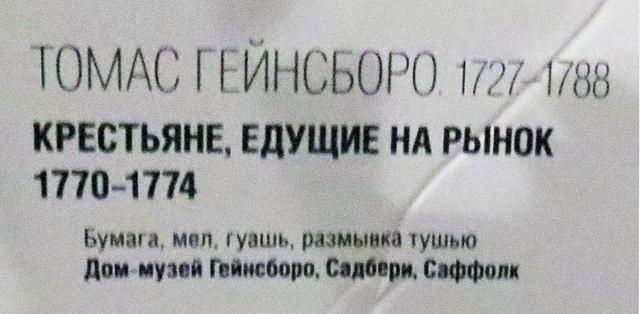 ТОМАС ГЕЙНСБОРО. 1727–1788
КРЕСТЬЯНЕ, ЕДУЩИЕ НА РЫНОК
1770–1774
Бумага, мел, гуашь, размывка тушью
Дом-музей Гейнсборо, Садбери, Саффолк